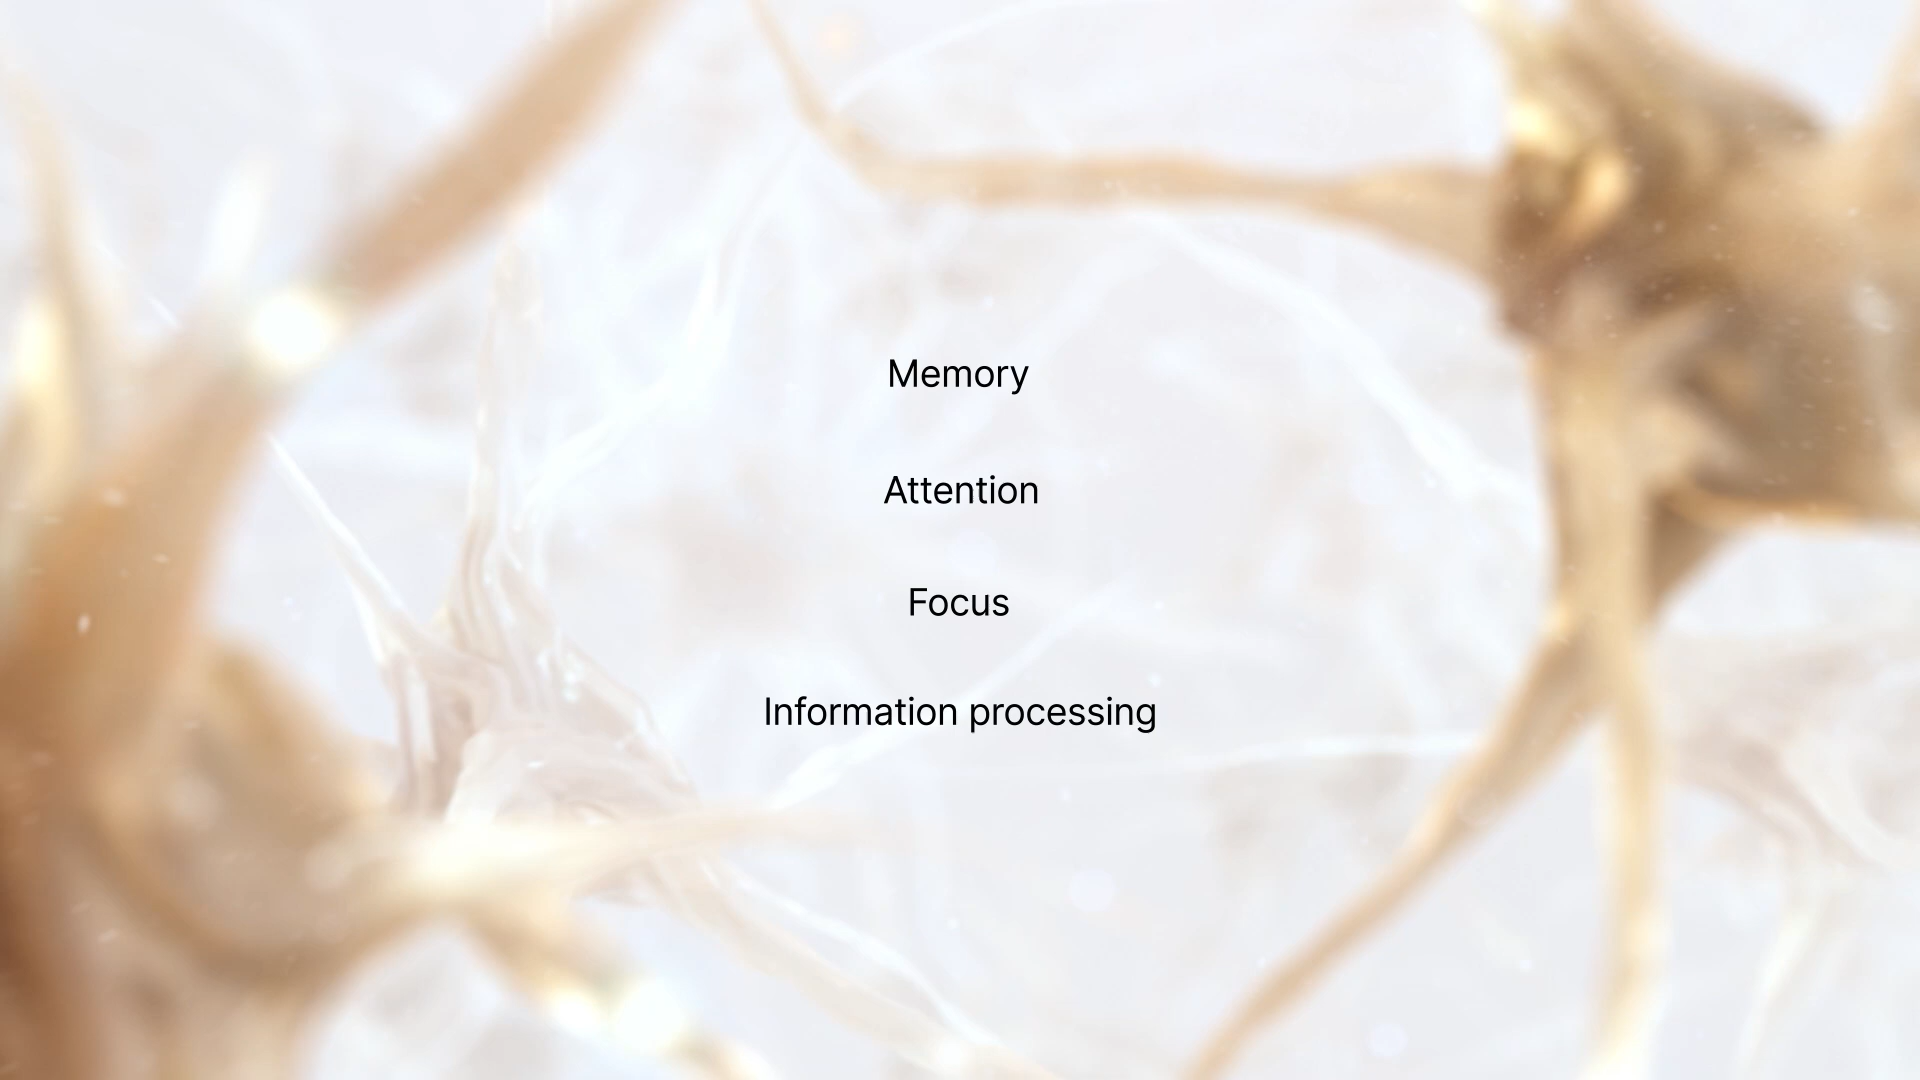 Memory
Attention
Focus
Information processing